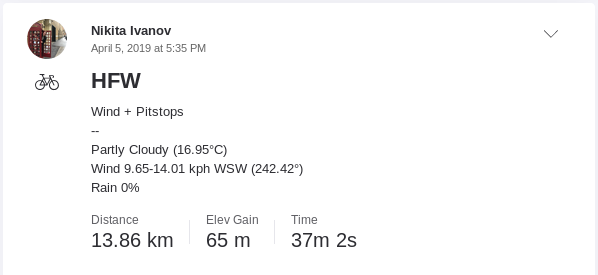 Nikita Ivanov
April 5, 2019 at 5:35 PM
HFW
Wind + Pitstops
--
Partly Cloudy (16.95°C)
Wind 9.65-14.01 kph WSW (242.42°)
Rain 0%
Distance Elev Gain Time
13.86 km 65 m 37m 2s